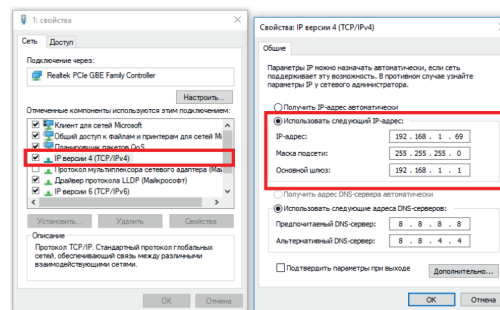 1: свойства
Сеть
Доступ
Подключение через:
Realtek PCIe GBE Family Controller
Настроить...
Отмеченные компоненты используются этим подключением:
Клиент для сетей Microsoft
Общий доступ к файлам и принтерам для сетей Mi
Планировщик пакетов QoS
IP версии 4 (TCP/IPv4)
Протокол мультиплексора сетевого адаптера (Май
Драйвер протокола LLDP (Майкрософт)
IP версии 6 (TCP/IPv6)
Установить...
Удалить
Свойства
Описание
Протокол TCP/IP. Стандартный протокол глобальных
сетей, обеспечивающий связь между различными
взаимодействующими сетями.
ОК
Отмена
Свойства: IP версии 4 (TCP/IPv4)
Общие
Параметры IP можно назначать автоматически, если сеть
поддерживает эту возможность. В противном случае узнайте
параметры IP у сетевого администратора.
Получить IP-адрес автоматически
Использовать следующий IP-адрес:
IP-адрес: 192 . 168 . 1 . 69
Маска подсети: 255 . 255 . 255 . 0
Основной шлюз: 192 . 168 . 1 . 1
Получить адрес DNS-сервера автоматически
Использовать следующие адреса DNS-серверов:
Предпочитаемый DNS-сервер: 8 . 8 . 8 . 8
Альтернативный DNS-сервер: 8 . 8 . 4 . 4
Подтвердить параметры при выходе
Дополнительно...
ОК
Отмена